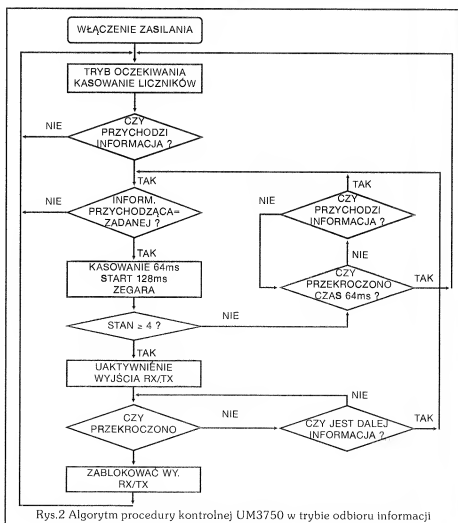 WŁĄCZENIE ZASILANIA
TRYB OCZEKIWANIA
KASOWANIE LICZNIKÓW
NIE
CZY
PRZYCHODZI
INFORMACJA ?
TAK
NIE
INFORM.
PRZYCHODZĄCA=
ZADANEJ ?
TAK
KASOWANIE 64ms
START 128ms
ZEGARA
STAN ≥ 4 ?
NIE
TAK
TAK
NIE
CZY
PRZYCHODZI
INFORMACJA ?
NIE
CZY
PRZEKROCZONO
CZAS 64ms ?
TAK
UAKTYWNIENIE
WYJŚCIA RX/TX
NIE
CZY
PRZEKROCZONO
NIE
CZY JEST DALEJ
INFORMACJA ?
TAK
ZABLOKOWAĆ WY.
RX/TX
Rys.2 Algorytm procedury kontrolnej UM3750 w trybie odbioru informacji